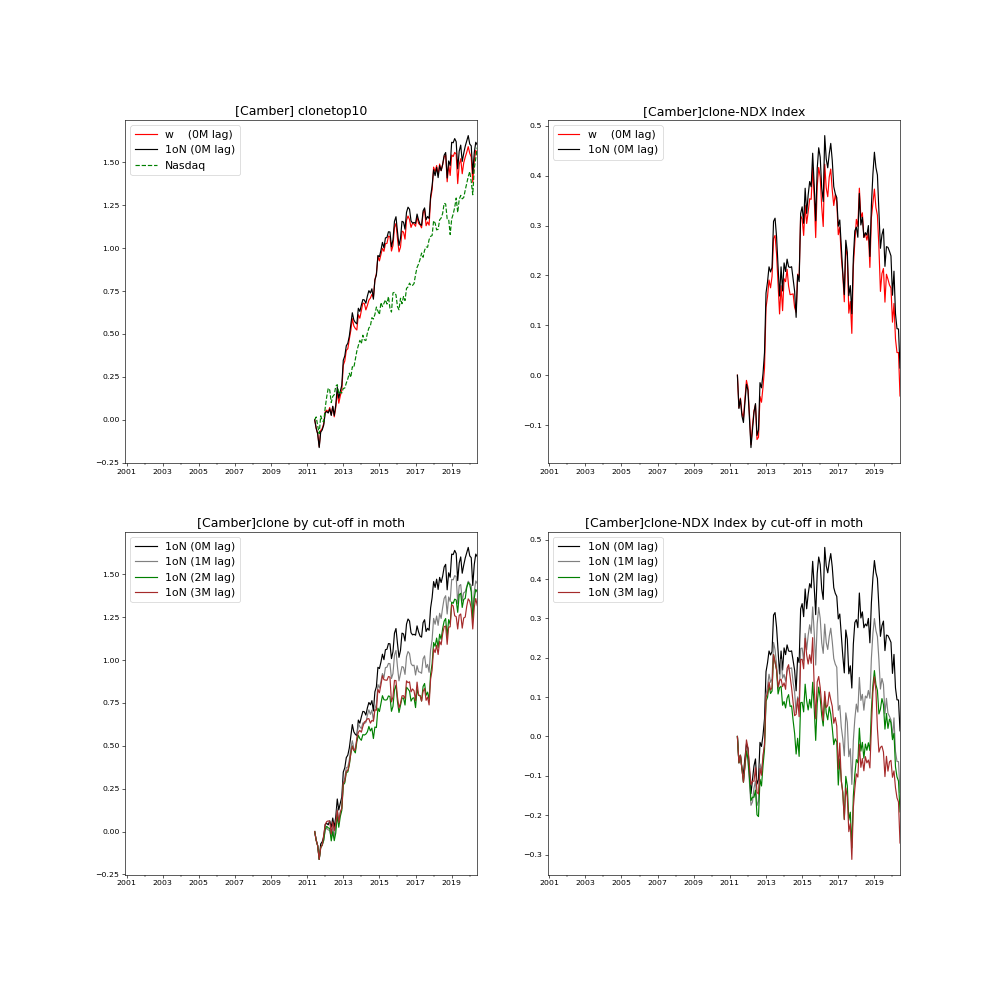 [Camber] clonetop10
w (0M lag)
1oN (0M lag)
Nasdaq
1.50
1.25
1.00
0.75
0.50
0.25
0.00
−0.25
2001 2003 2005 2007 2009 2011 2013 2015 2017 2019
[Camber]clone-NDX Index
w (0M lag)
1oN (0M lag)
0.5
0.4
0.3
0.2
0.1
0.0
−0.1
2001 2003 2005 2007 2009 2011 2013 2015 2017 2019
[Camber]clone by cut-off in moth
1oN (0M lag)
1oN (1M lag)
1oN (2M lag)
1oN (3M lag)
1.50
1.25
1.00
0.75
0.50
0.25
0.00
−0.25
2001 2003 2005 2007 2009 2011 2013 2015 2017 2019
[Camber]clone-NDX Index by cut-off in moth
1oN (0M lag)
1oN (1M lag)
1oN (2M lag)
1oN (3M lag)
0.5
0.4
0.3
0.2
0.1
0.0
−0.1
−0.2
−0.3
2001 2003 2005 2007 2009 2011 2013 2015 2017 2019